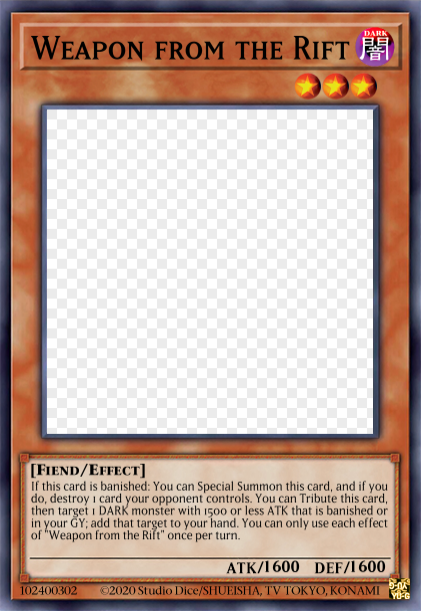 Weapon from the Rift
DARK
闇
[Fiend/Effect]
If this card is banished: You can Special Summon this card, and if you
do, destroy 1 card your opponent controls. You can Tribute this card,
then target 1 DARK monster with 1500 or less ATK that is banished or
in your GY; add that target to your hand. You can only use each effect
of "Weapon from the Rift" once per turn.
ATK/1600 DEF/1600
102400302 ©2020 Studio Dice/SHUEISHA, TV TOKYO, KONAMI